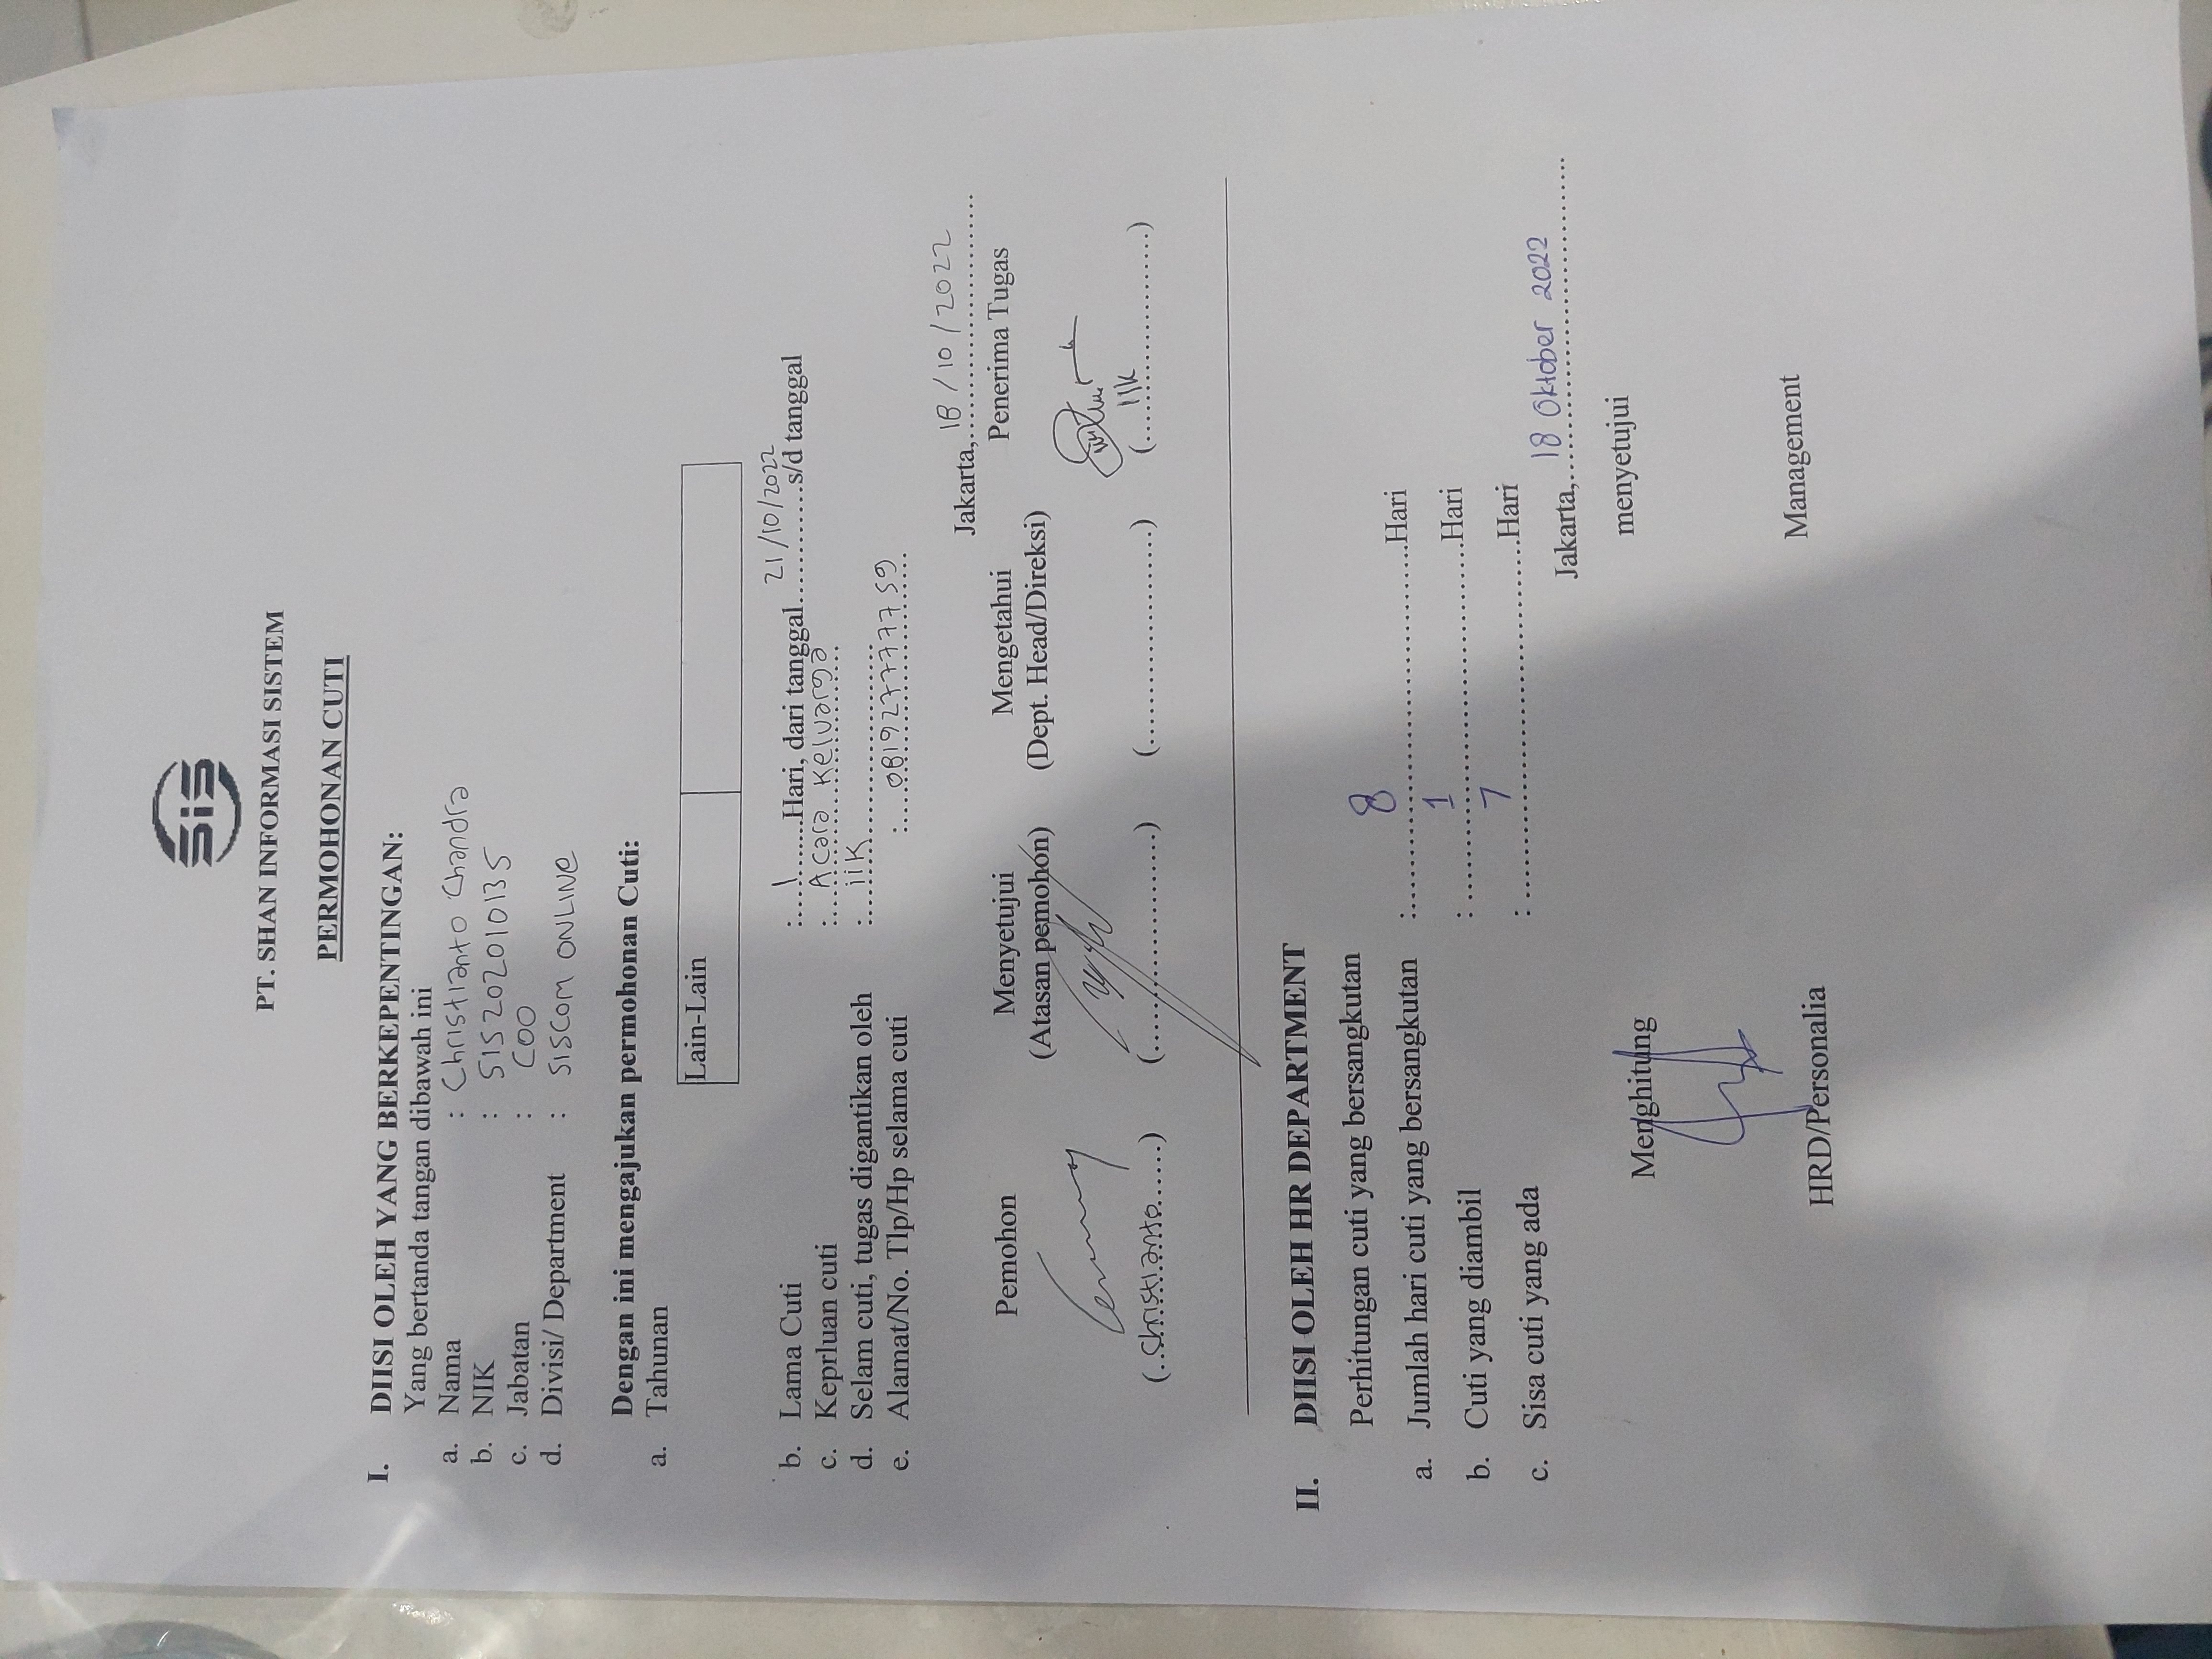 SiS
PT. SHAN INFORMASI SISTEM
PERMOHONAN CUTI
I. DIISI OLEH YANG BERKEPENTINGAN:
Yang bertanda tangan dibawah ini
a. Nama : Christianto Chandra
b. NIK : SIS202010135
c. Jabatan : COO
d. Divisi/ Department : SISCOM ONLINE
Dengan ini mengajukan permohonan Cuti:
a. Tahunan
Lain-Lain
b. Lama Cuti :....1.......Hari, dari tanggal 21/10/2022 s/d tanggal
c. Keprluan cuti : Acara Keluarga
d. Selam cuti, tugas digantikan oleh : iik
e. Alamat/No. Tlp/Hp selama cuti : 081927777759
Jakarta, 18/10/2022
Pemohon Menyetujui Mengetahui Penerima Tugas
(Atasan pemohon) (Dept. Head/Direksi)
(..Christianto......) (......................) (......................) (....iik................)
II. DIISI OLEH HR DEPARTMENT
Perhitungan cuti yang bersangkutan
a. Jumlah hari cuti yang bersangkutan : 8 Hari
b. Cuti yang diambil : 1 Hari
c. Sisa cuti yang ada : 7 Hari
Jakarta, 18 Oktober 2022
Menghitung menyetujui
HRD/Personalia Management